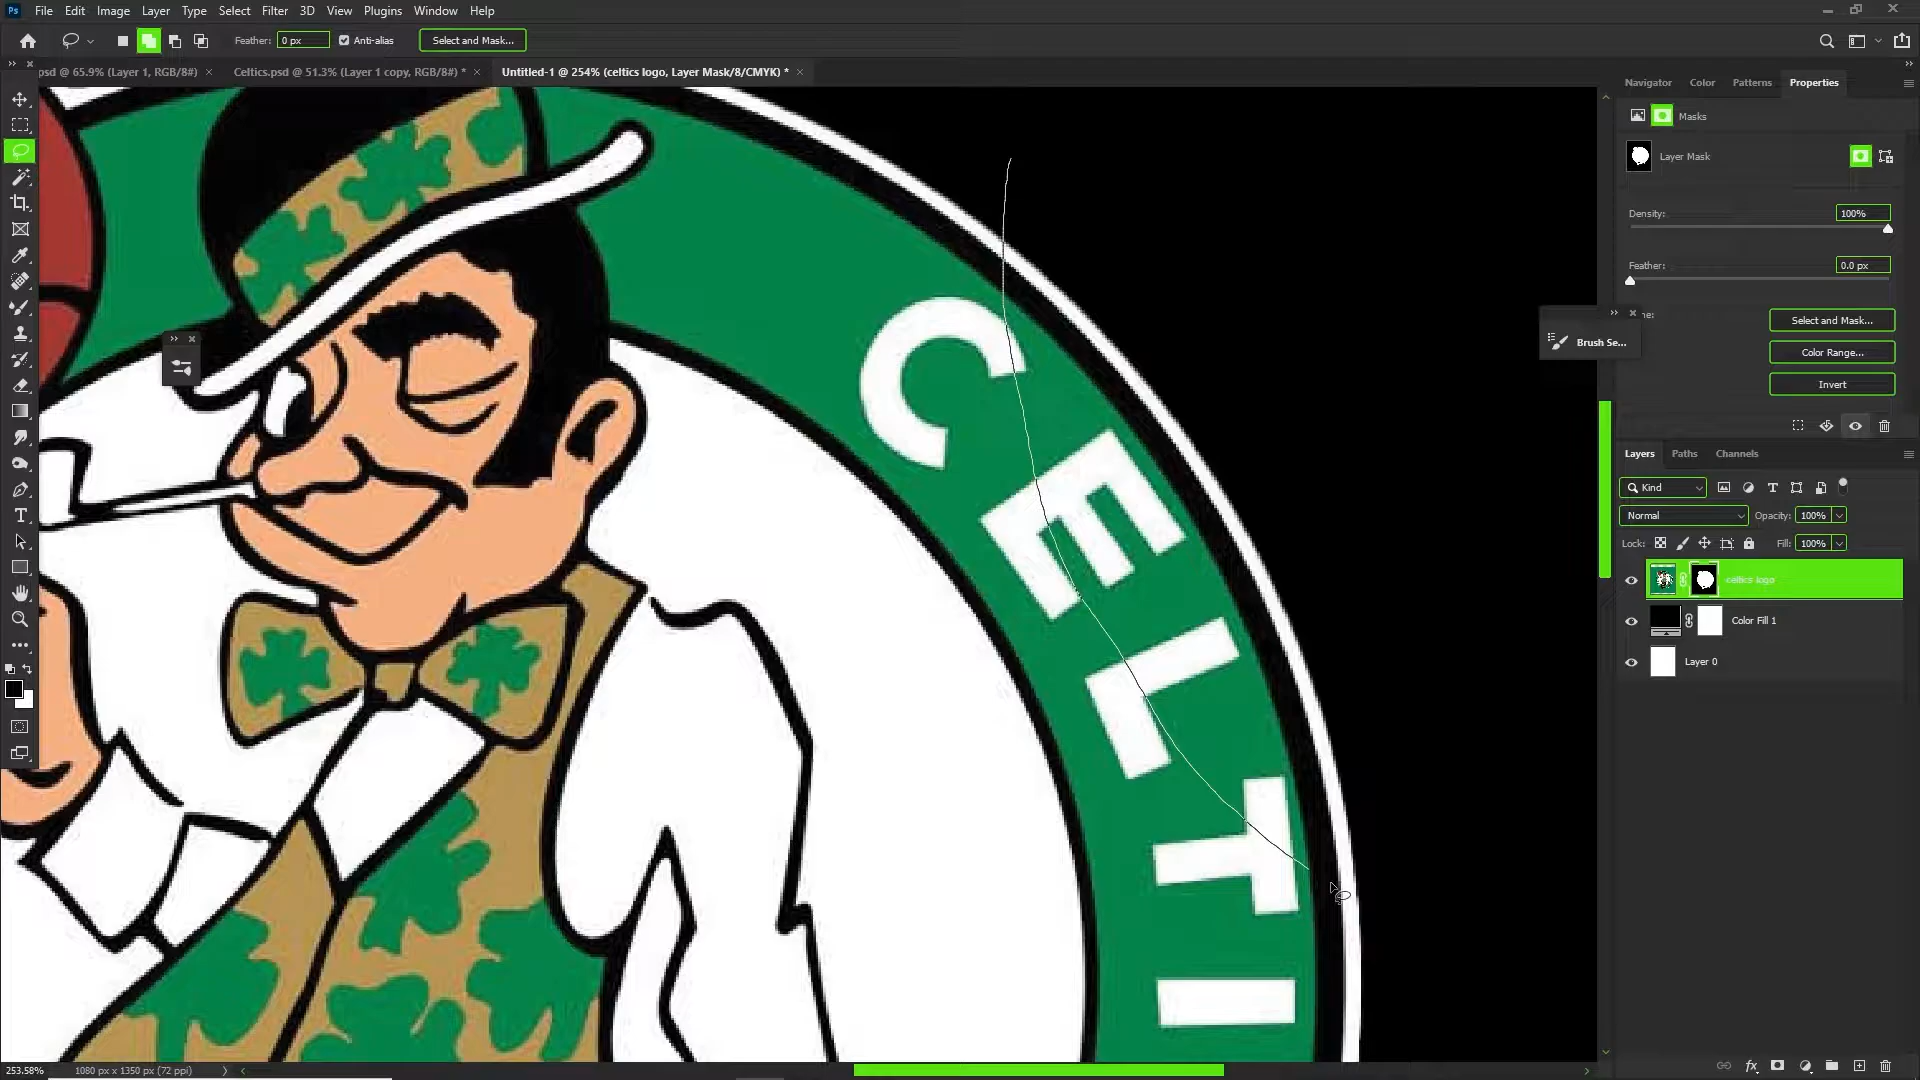 Ps File Edit Image Layer Type Select Filter 3D View Plugins Window Help
Feather: 0 px Anti-alias Select and Mask...
psd @ 65.9% (Layer 1, RGB/8#) Celtics.psd @ 51.3% (Layer 1 copy, RGB/8#) * Untitled-1 @ 254% (celtics logo, Layer Mask/8/CMYK) *
Navigator Color Patterns Properties
Masks
Layer Mask
Density: 100%
Feather: 0.0 px
Select and Mask...
Brush Se...
Color Range...
Invert
Layers Paths Channels
Kind
Normal Opacity: 100%
Lock: Fill: 100%
celtics logo
Color Fill 1
Layer 0
CELTI
253.58% 1080 px x 1350 px (72 ppi)